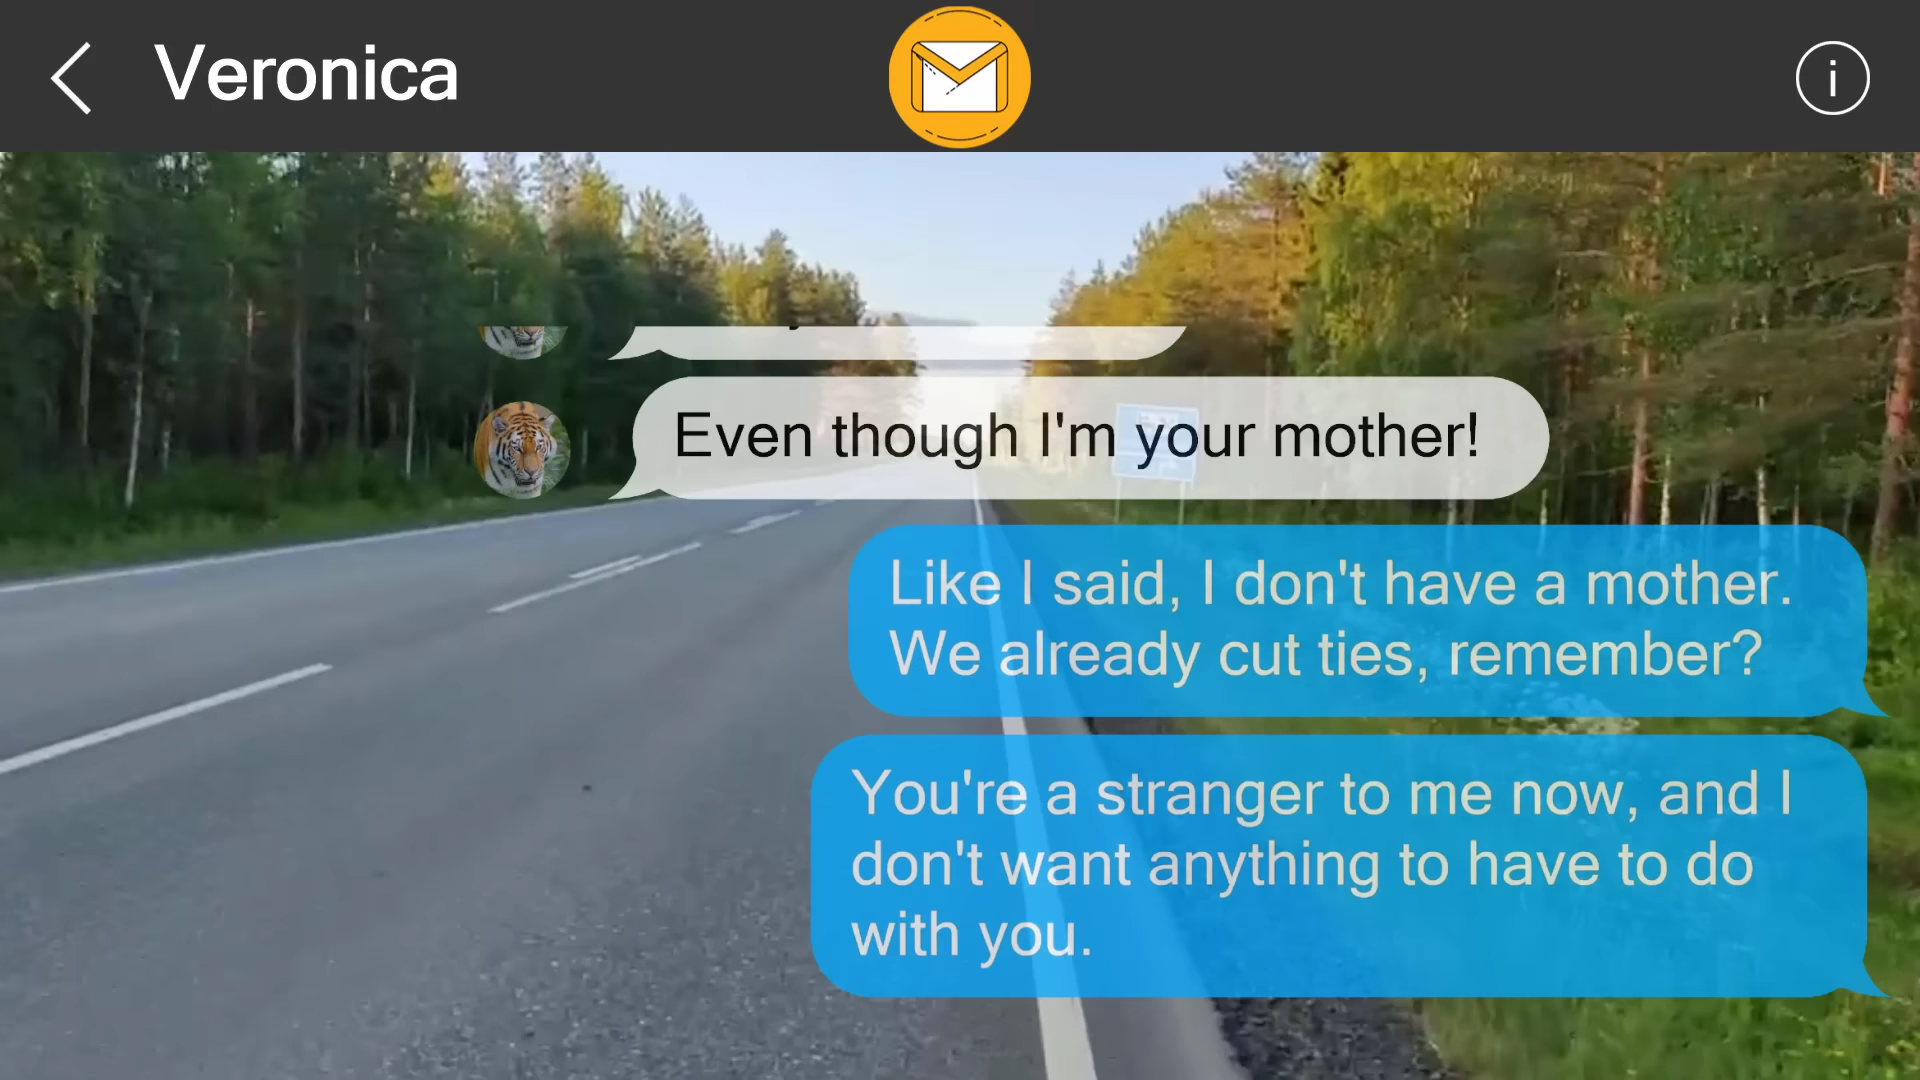 Veronica
Even though I'm your mother!
Like I said, I don't have a mother.
We already cut ties, remember?
You're a stranger to me now, and I
don't want anything to have to do
with you.